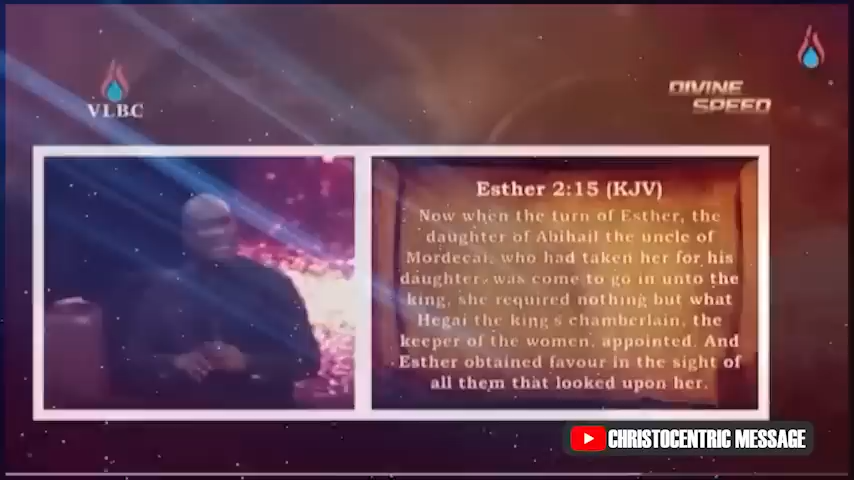 VLBC
DIVINE
SPEED
Esther 2:15 (KJV)
Now when the turn of Esther, the
daughter of Abihail the uncle of
Mordecai, who had taken her for his
daughter, was come to go in unto the
king, she required nothing but what
Hegai the king's chamberlain, the
keeper of the women, appointed. And
Esther obtained favour in the sight of
all them that looked upon her.
CHRISTOCENTRIC MESSAGE